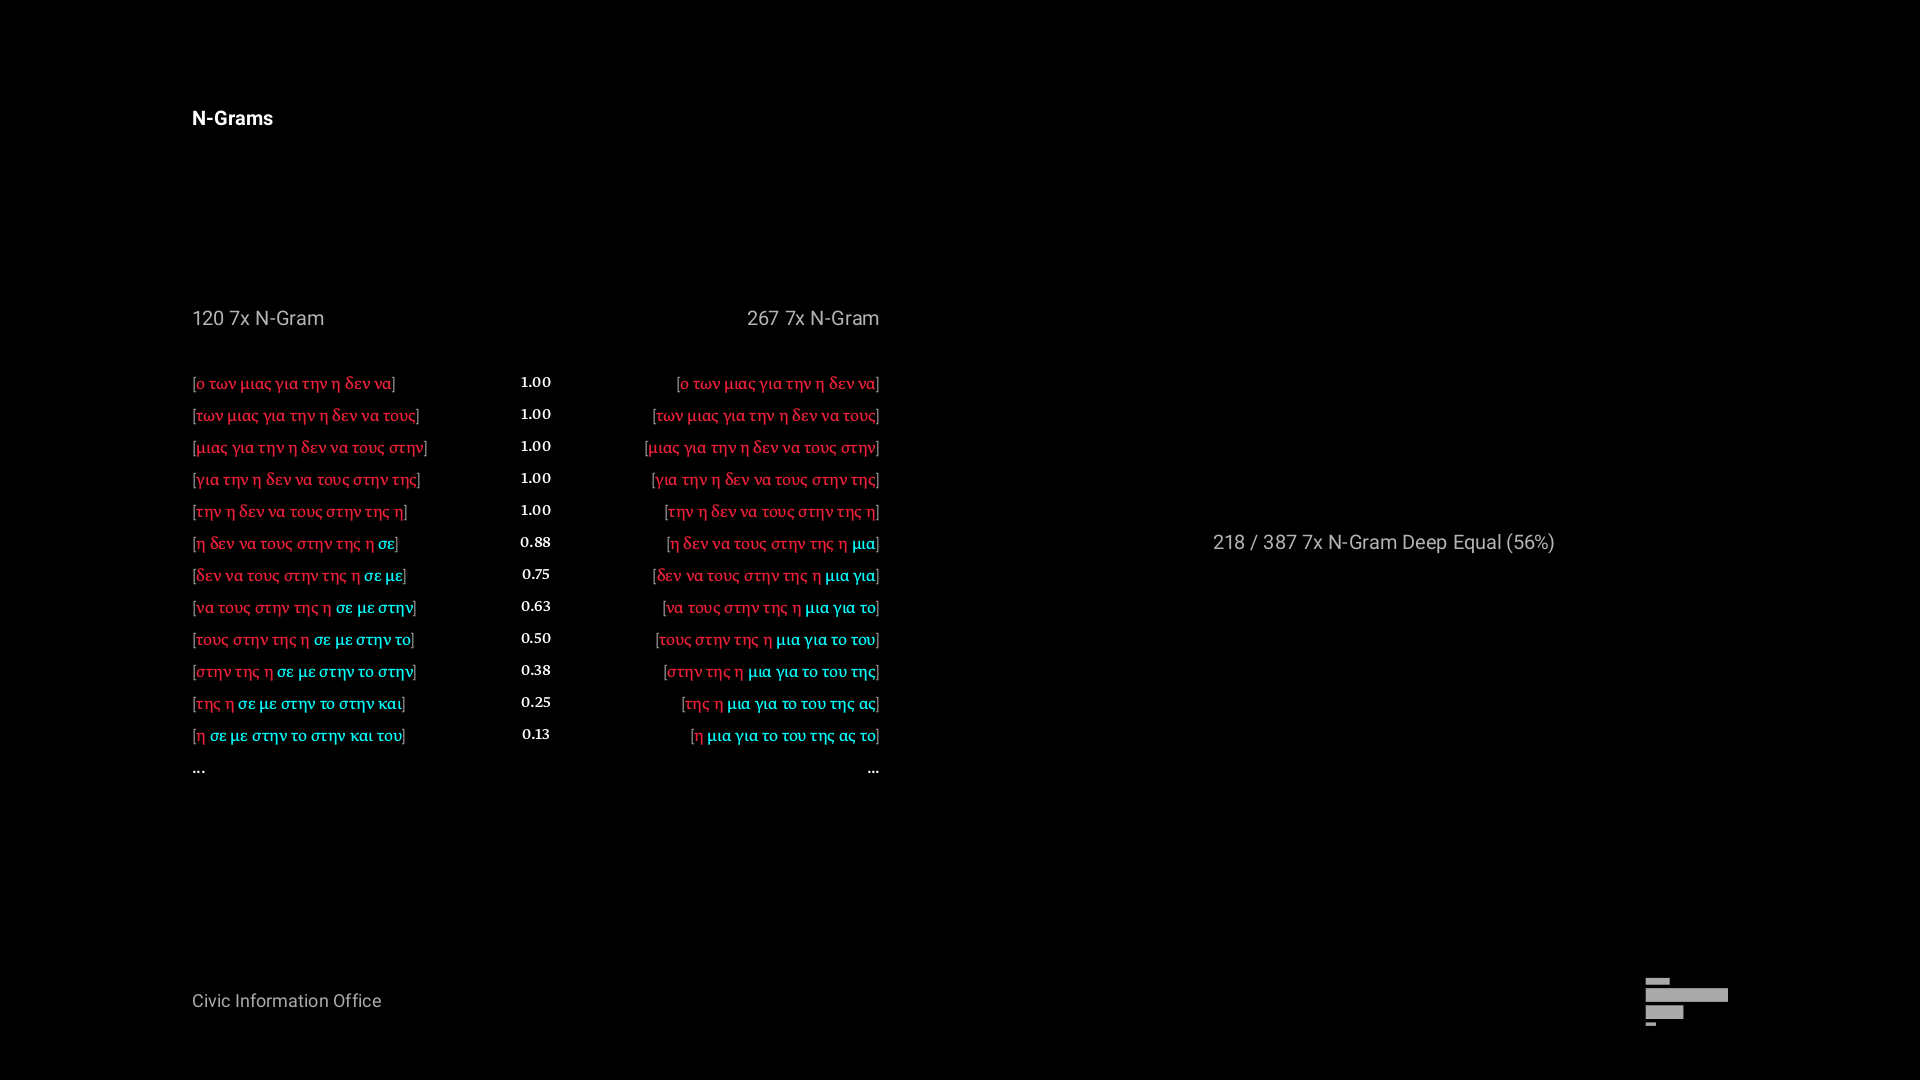 N-Grams
120 7x N-Gram 267 7x N-Gram
[ο των μιας για την η δεν να] 1.00 [ο των μιας για την η δεν να]
[των μιας για την η δεν να τους] 1.00 [των μιας για την η δεν να τους]
[μιας για την η δεν να τους στην] 1.00 [μιας για την η δεν να τους στην]
[για την η δεν να τους στην της] 1.00 [για την η δεν να τους στην της]
[την η δεν να τους στην της η] 1.00 [την η δεν να τους στην της η]
[η δεν να τους στην της η σε] 0.88 [η δεν να τους στην της η μια]
[δεν να τους στην της η σε με] 0.75 [δεν να τους στην της η μια για]
[να τους στην της η σε με στην] 0.63 [να τους στην της η μια για το]
[τους στην της η σε με στην το] 0.50 [τους στην της η μια για το του]
[στην της η σε με στην το στην] 0.38 [στην της η μια για το του της]
[της η σε με στην το στην και] 0.25 [της η μια για το του της ας]
[η σε με στην το στην και του] 0.13 [η μια για το του της ας το]
... ...
218 / 387 7x N-Gram Deep Equal (56%)
Civic Information Office